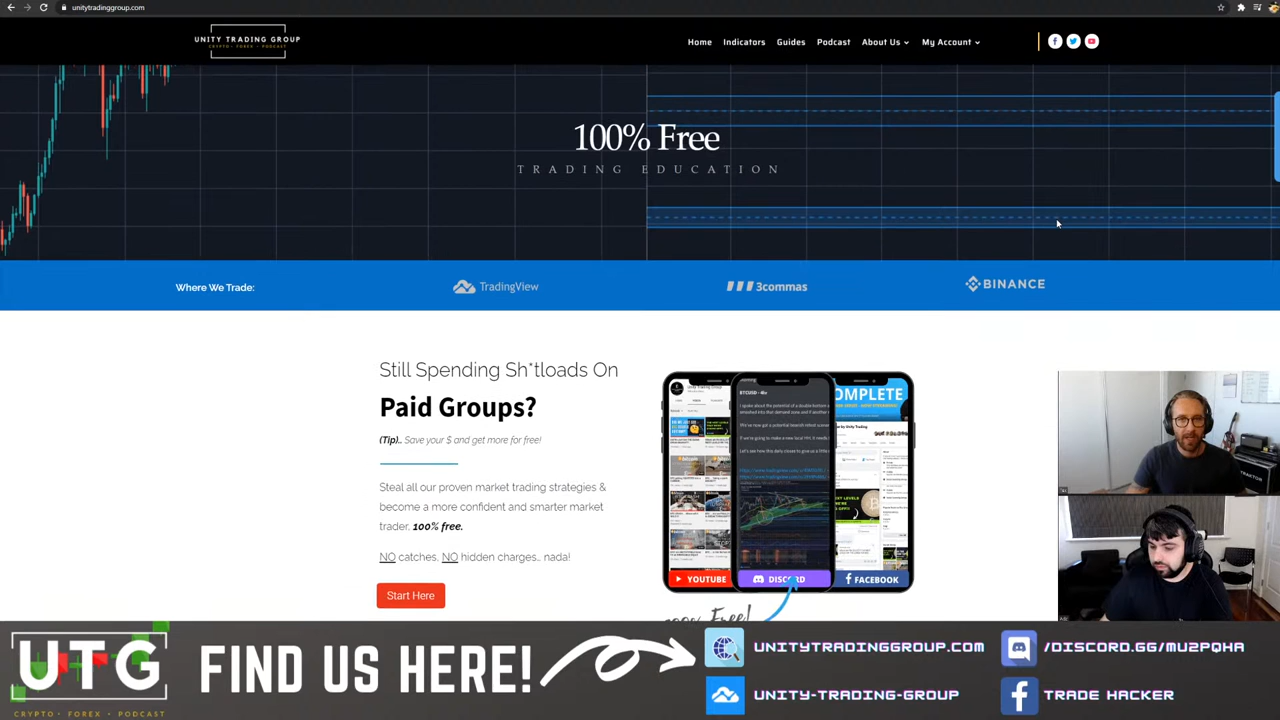 unitytradinggroup.com
UNITY TRADING GROUP
CRYPTO • FOREX • PODCAST
Home Indicators Guides Podcast About Us My Account
100% Free
TRADING EDUCATION
Where We Trade:
TradingView
3commas
BINANCE
Still Spending Sh*tloads On
Paid Groups?
(Tip).. Save your $ and get more for free!
Steal our proven market trading strategies &
become a more confident and smarter market
trader, 100% free.
NO catches, NO hidden charges.. nada!
Start Here
BTCUSD - 4hr
OMPLETE
YOUTUBE
DISCORD
FACEBOOK
UTG
CRYPTO • FOREX • PODCAST
FIND US HERE!
UNITYTRADINGGROUP.COM
/DISCORD.GG/MU2PQHA
UNITY-TRADING-GROUP
TRADE HACKER